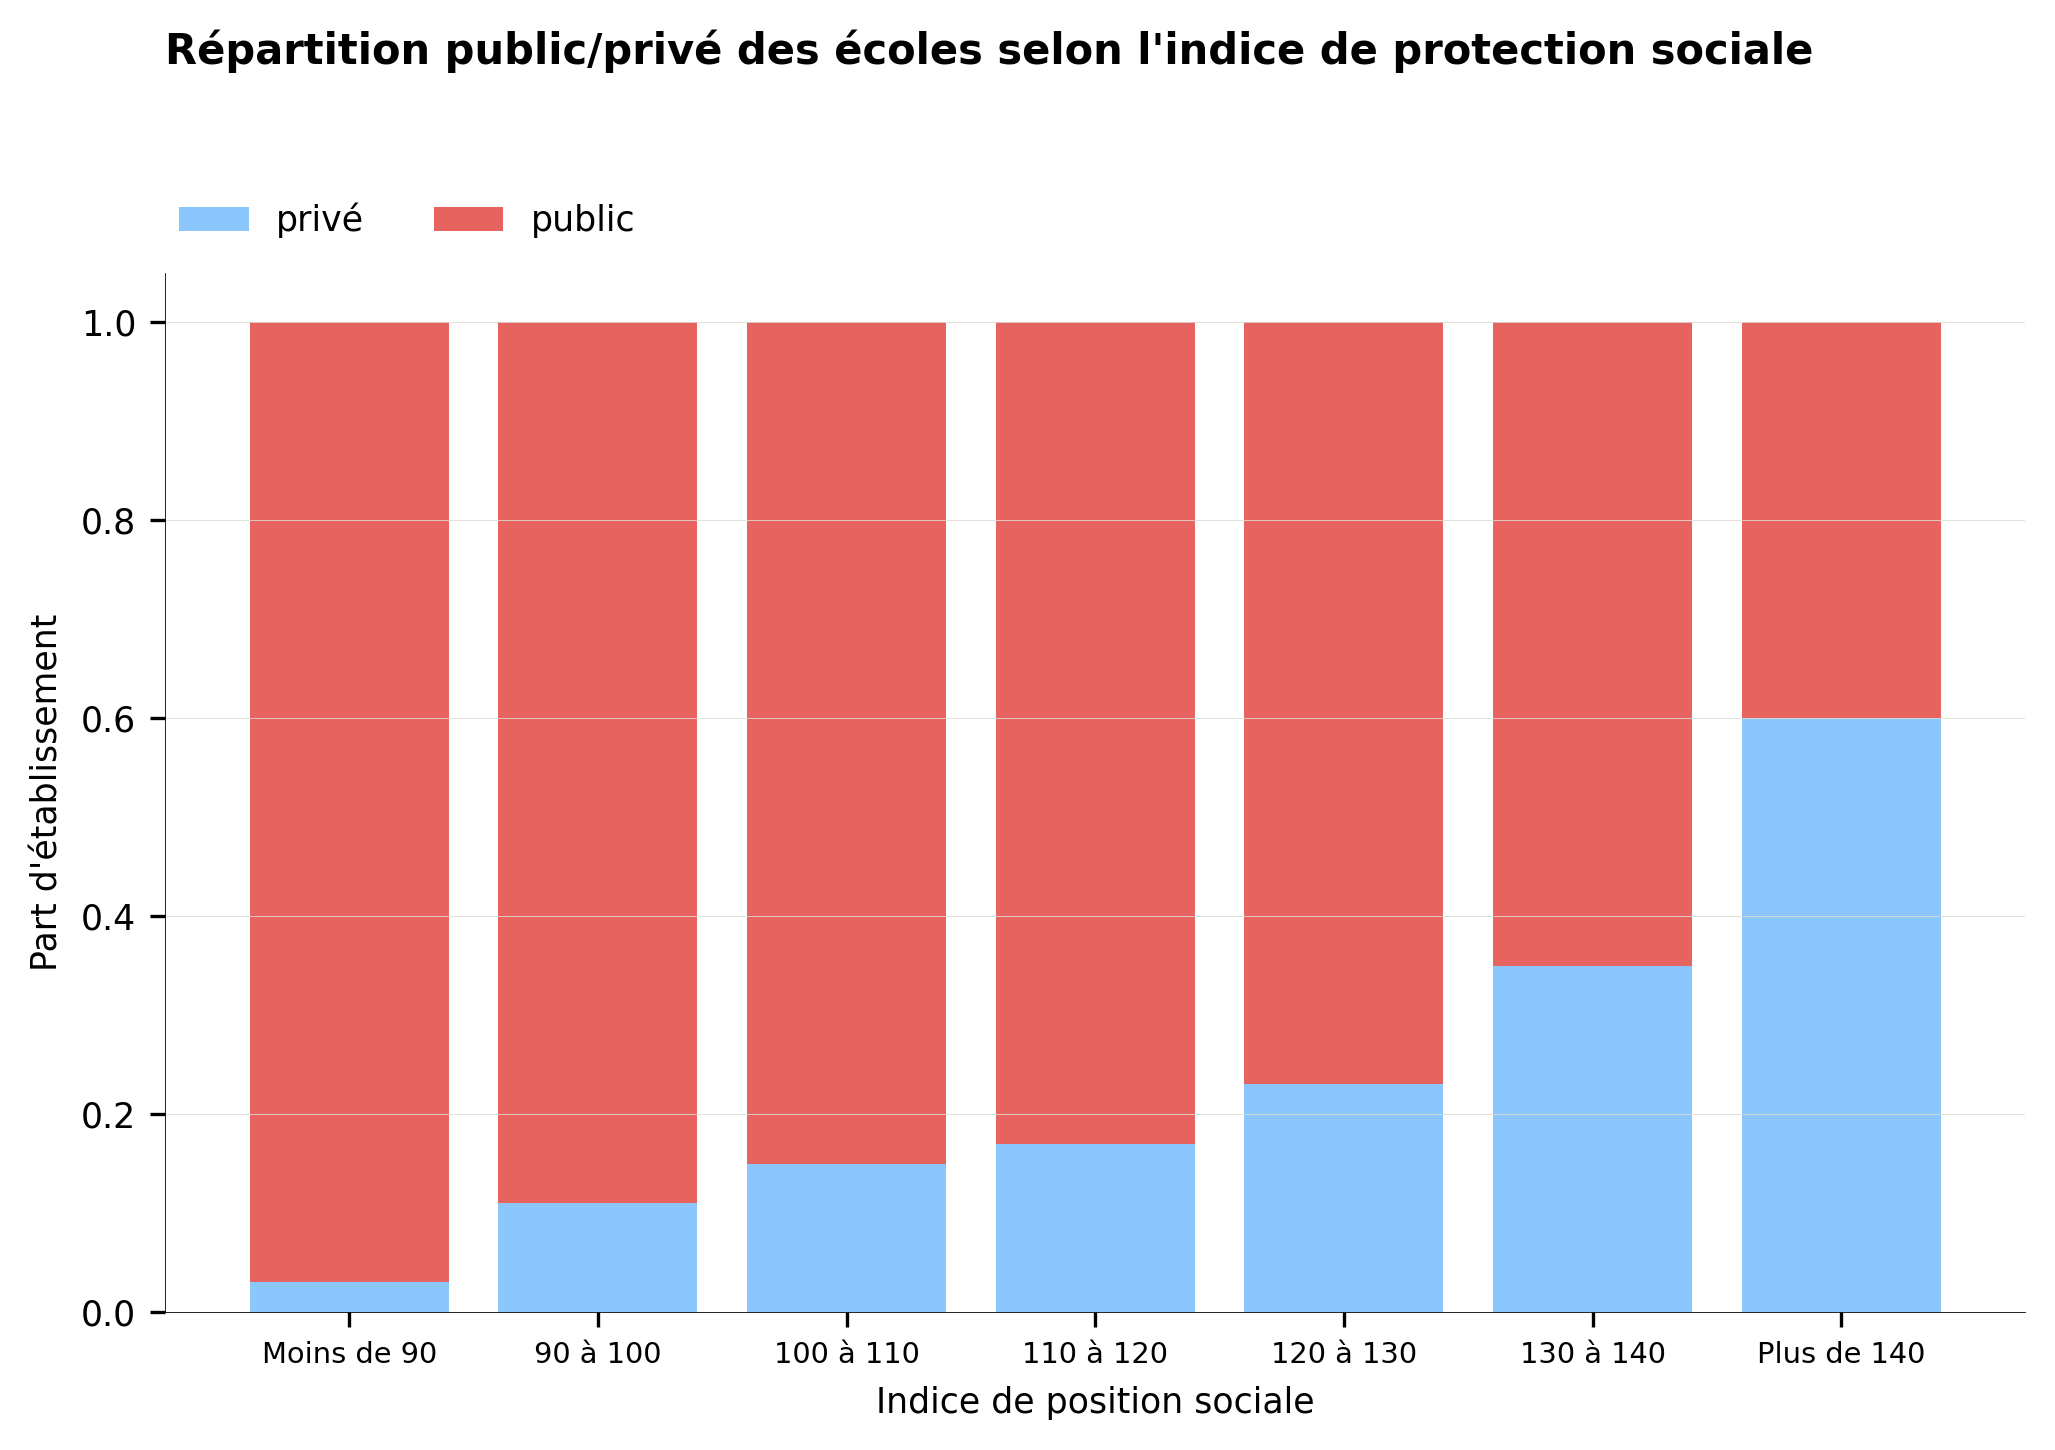 Répartition public/privé des écoles selon l'indice de protection sociale
privé public
1.0
0.8
0.6
0.4
0.2
0.0
Part d'établissement
Moins de 90 90 à 100 100 à 110 110 à 120 120 à 130 130 à 140 Plus de 140
Indice de position sociale